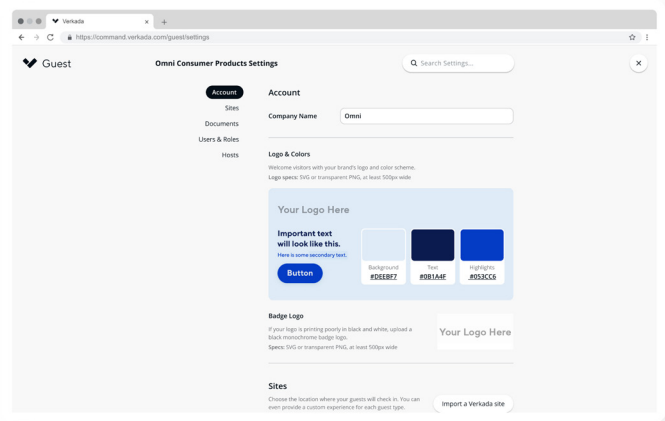 Verkada
https://command.verkada.com/guest/settings
Guest
Omni Consumer Products Settings
Search Settings...
Account
Sites
Documents
Users & Roles
Hosts
Account
Company Name
Omni
Logo & Colors
Welcome visitors with your brand's logo and color scheme.
Logo specs: SVG or transparent PNG, at least 500px wide
Your Logo Here
Important text
will look like this.
Here is some secondary text.
Button
Background
#DEEBF7
Text
#0B1A4F
Highlights
#053CC6
Badge Logo
If your logo is printing poorly in black and white, upload a
black monochrome badge logo.
Specs: SVG or transparent PNG, at least 500px wide
Your Logo Here
Sites
Choose the location where your guests will check in. You can
even provide a custom experience for each guest type.
Import a Verkada site